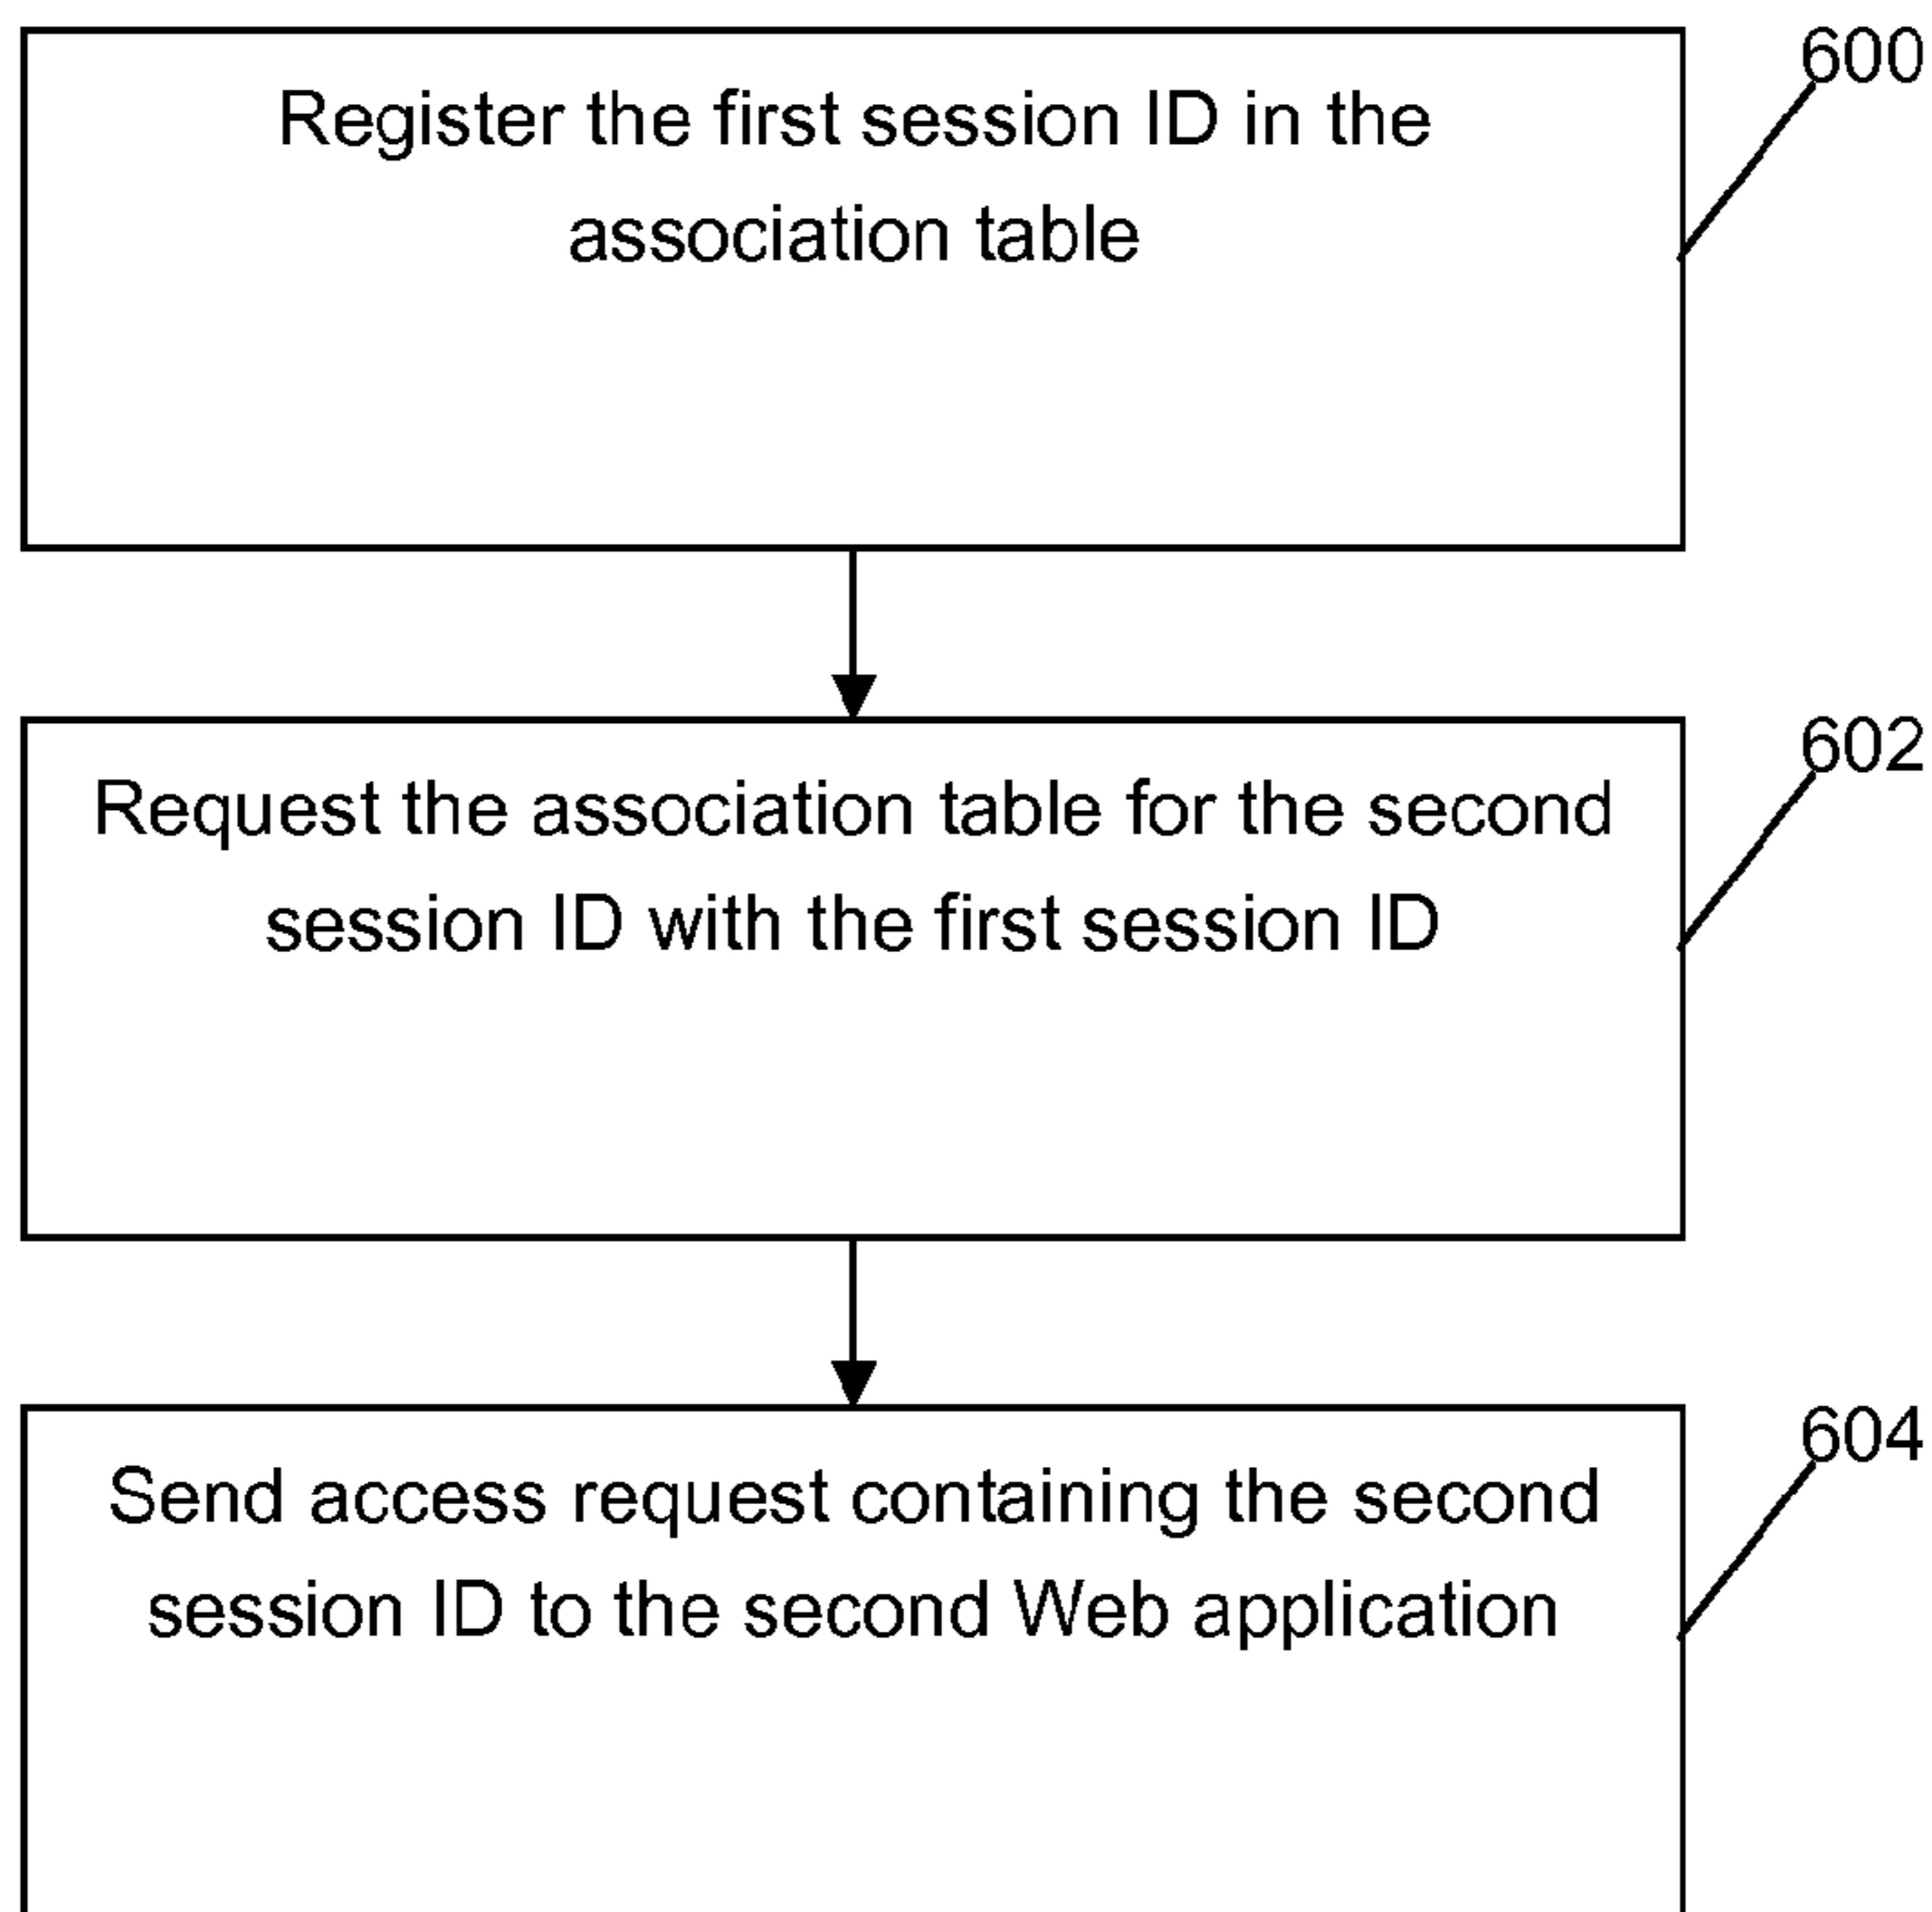 Register the first session ID in the
association table
600
Request the association table for the second
session ID with the first session ID
602
Send access request containing the second
session ID to the second Web application
604